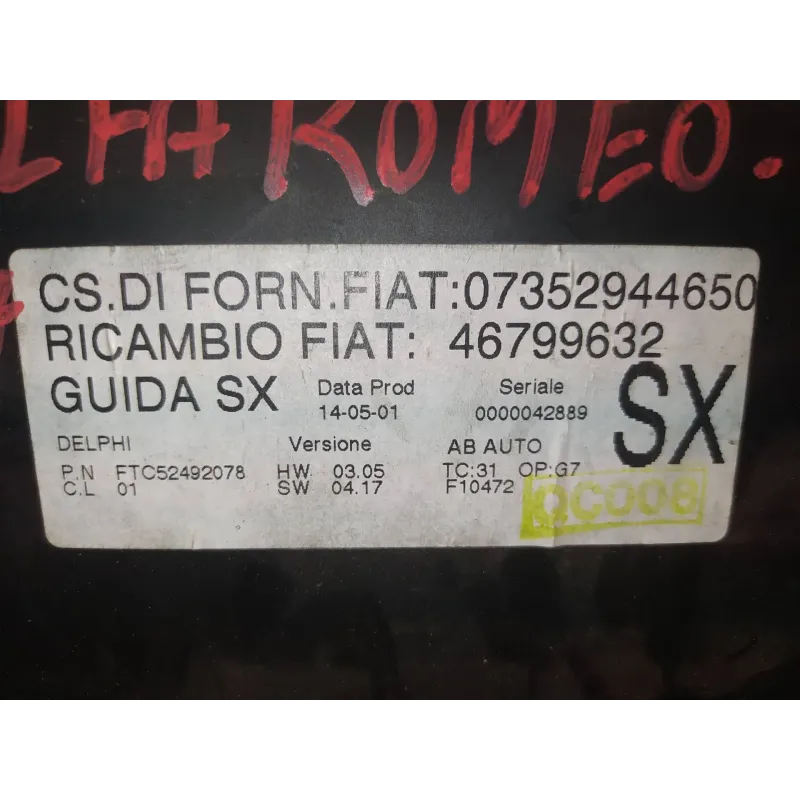 LFA ROMEO.
CS.DI FORN.FIAT:07352944650
RICAMBIO FIAT: 46799632
GUIDA SX
Data Prod
14-05-01
Seriale
0000042889
SX
DELPHI
P.N FTC52492078
C.L 01
Versione
HW 03.05
SW 04.17
AB AUTO
TC:31 OP:G7
F10472
QC008